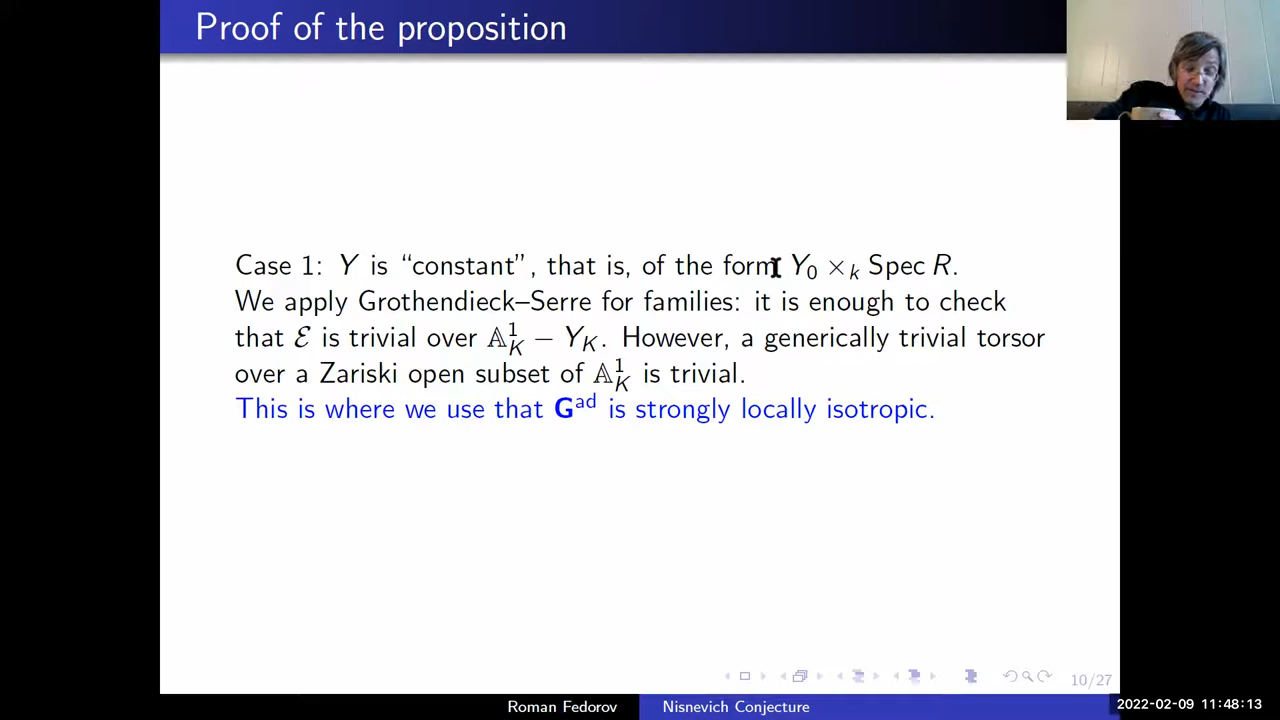 Proof of the proposition
Case 1: Y is “constant”, that is, of the form Y₀ ×ₖ Spec R.
We apply Grothendieck–Serre for families: it is enough to check
that ℰ is trivial over 𝔸¹_K − Y_K. However, a generically trivial torsor
over a Zariski open subset of 𝔸¹_K is trivial.
This is where we use that G^ad is strongly locally isotropic.
10/27
Roman Fedorov
Nisnevich Conjecture
2022-02-09 11:48:13